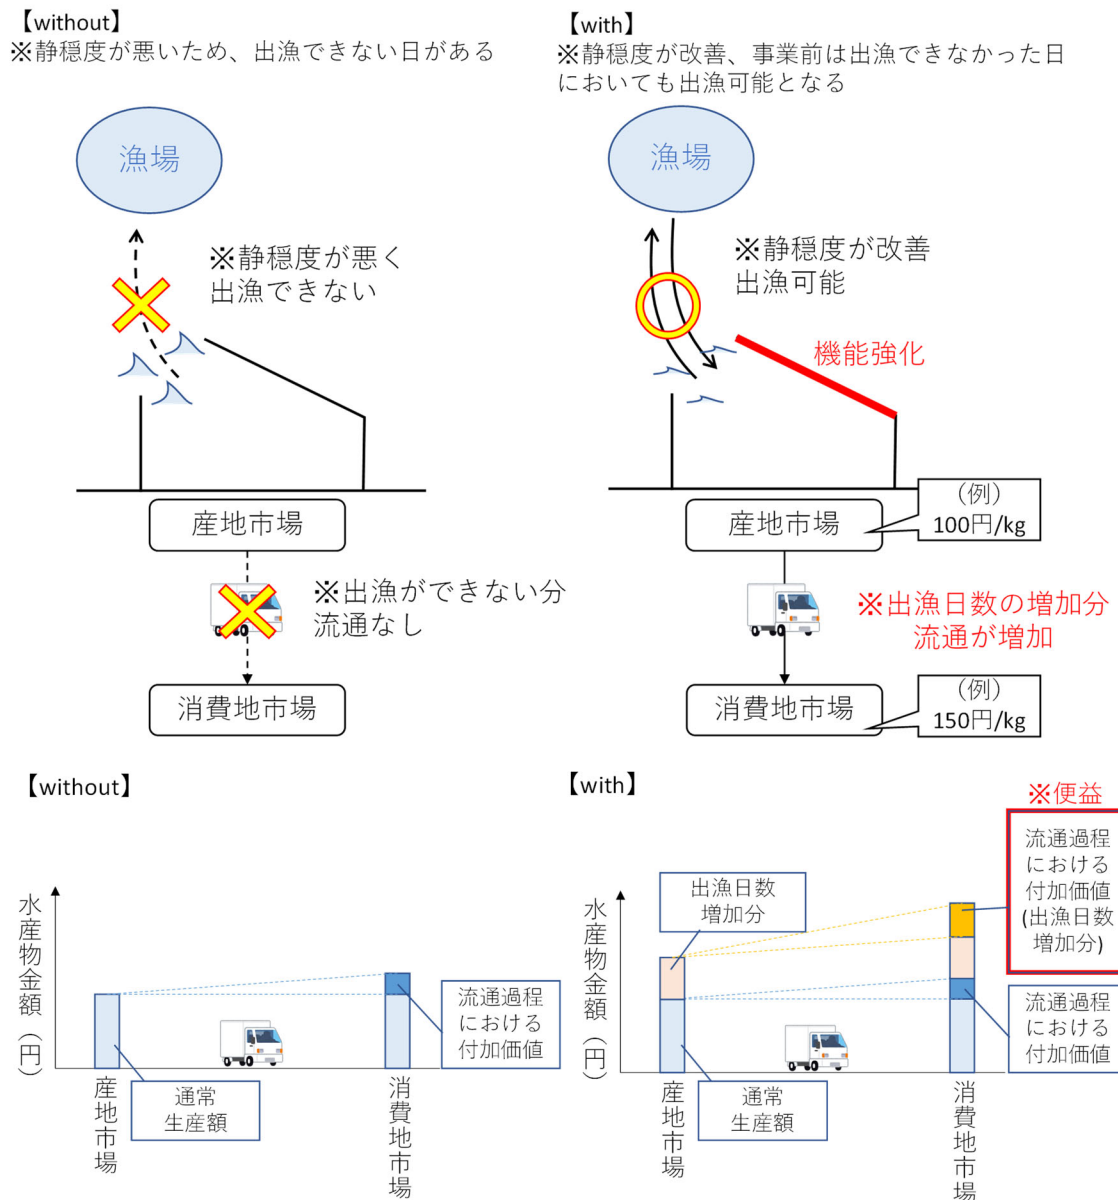 【without】
※静穏度が悪いため、出漁できない日がある
漁場
※静穏度が悪く
出漁できない
産地市場
※出漁ができない分
流通なし
消費地市場
【with】
※静穏度が改善、事業前は出漁できなかった日
においても出漁可能となる
漁場
※静穏度が改善
出漁可能
機能強化
産地市場
(例)
100円/kg
※出漁日数の増加分
流通が増加
消費地市場
(例)
150円/kg
【without】
水産物金額(円)
流通過程
における
付加価値
通常
生産額
産地市場
消費地市場
【with】
※便益
流通過程
における
付加価値
(出漁日数
増加分)
出漁日数
増加分
水産物金額(円)
流通過程
における
付加価値
通常
生産額
産地市場
消費地市場